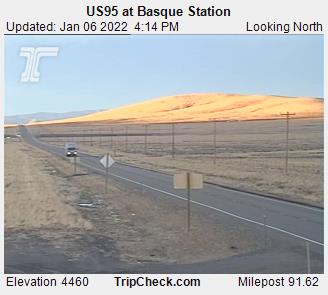 US95 at Basque Station
Updated: Jan 06 2022 4:14 PM Looking North
Elevation 4460 TripCheck.com Milepost 91.62